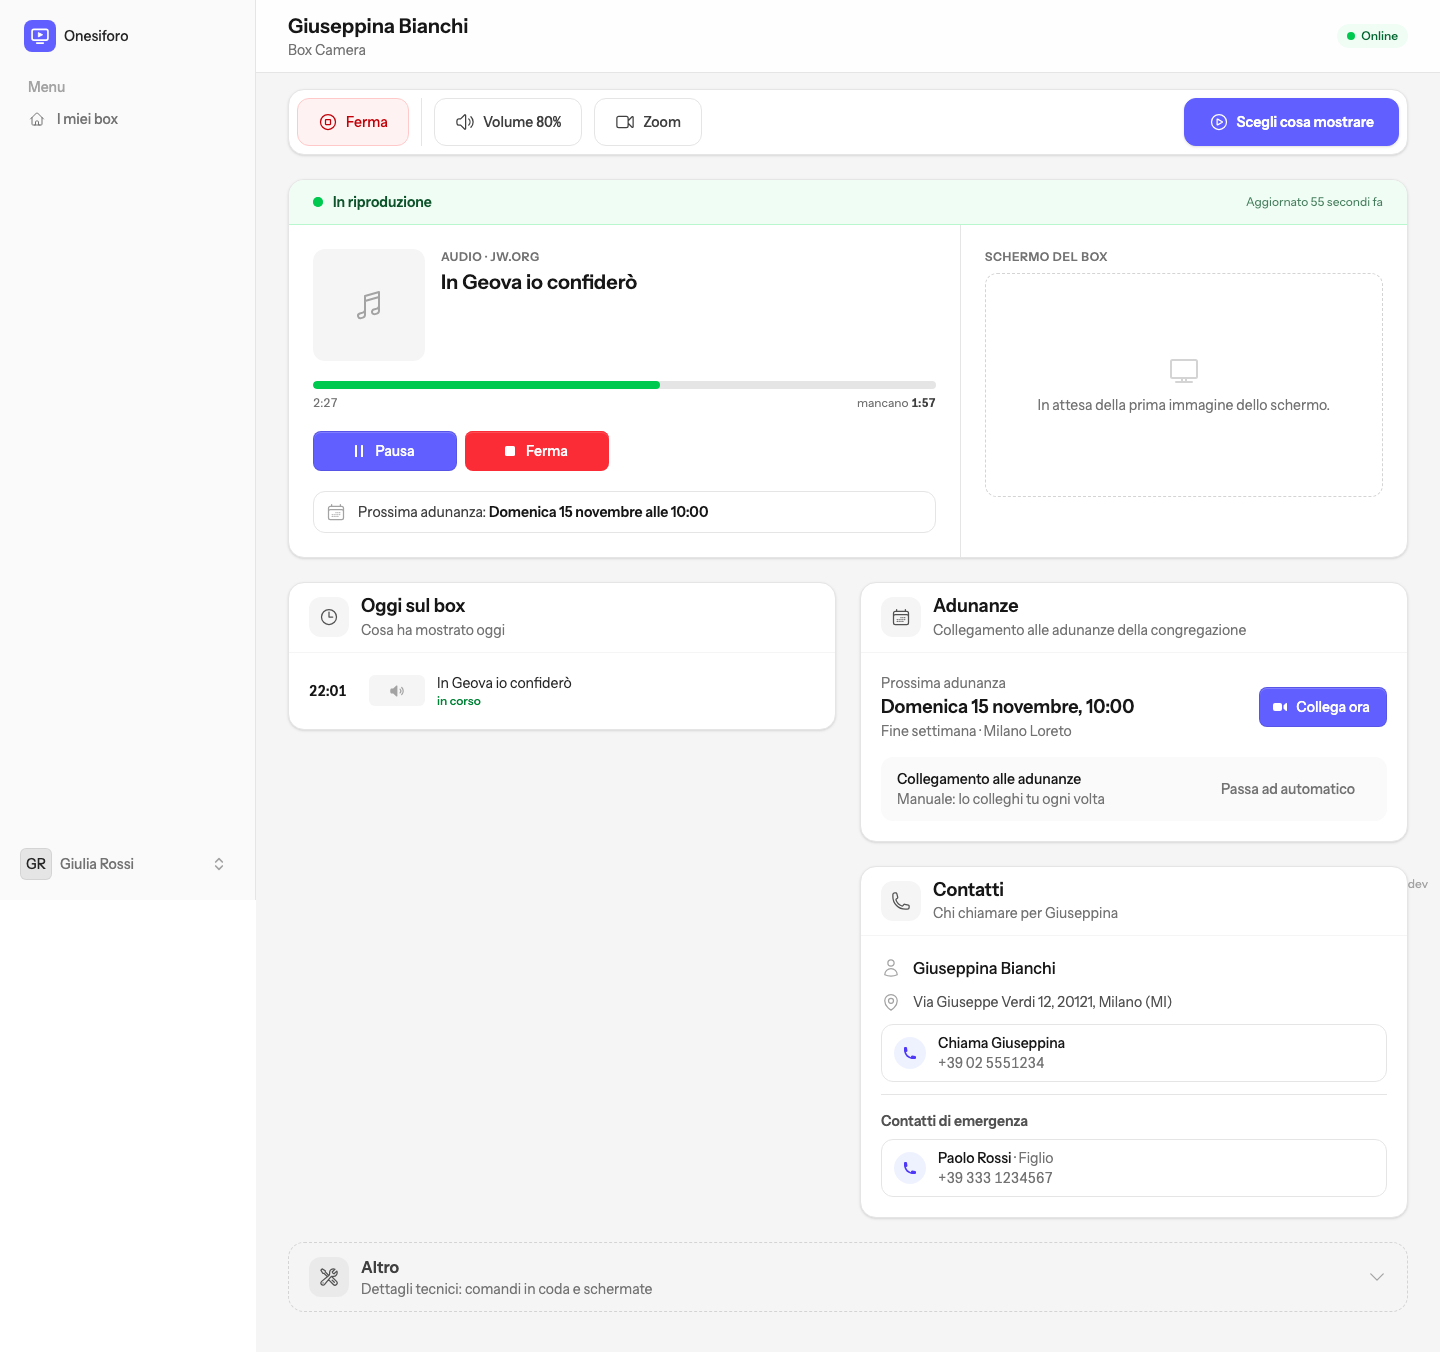 Onesiforo
Menu
I miei box
GR Giulia Rossi
Giuseppina Bianchi
Box Camera
Online
Ferma
Volume 80%
Zoom
Scegli cosa mostrare
In riproduzione
Aggiornato 55 secondi fa
AUDIO · JW.ORG
In Geova io confiderò
2:27
mancano 1:57
Pausa
Ferma
Prossima adunanza: Domenica 15 novembre alle 10:00
SCHERMO DEL BOX
In attesa della prima immagine dello schermo.
Oggi sul box
Cosa ha mostrato oggi
22:01
In Geova io confiderò
in corso
Adunanze
Collegamento alle adunanze della congregazione
Prossima adunanza
Domenica 15 novembre, 10:00
Fine settimana · Milano Loreto
Collega ora
Collegamento alle adunanze
Manuale: lo colleghi tu ogni volta
Passa ad automatico
dev
Contatti
Chi chiamare per Giuseppina
Giuseppina Bianchi
Via Giuseppe Verdi 12, 20121, Milano (MI)
Chiama Giuseppina
+39 02 5551234
Contatti di emergenza
Paolo Rossi · Figlio
+39 333 1234567
Altro
Dettagli tecnici: comandi in coda e schermate